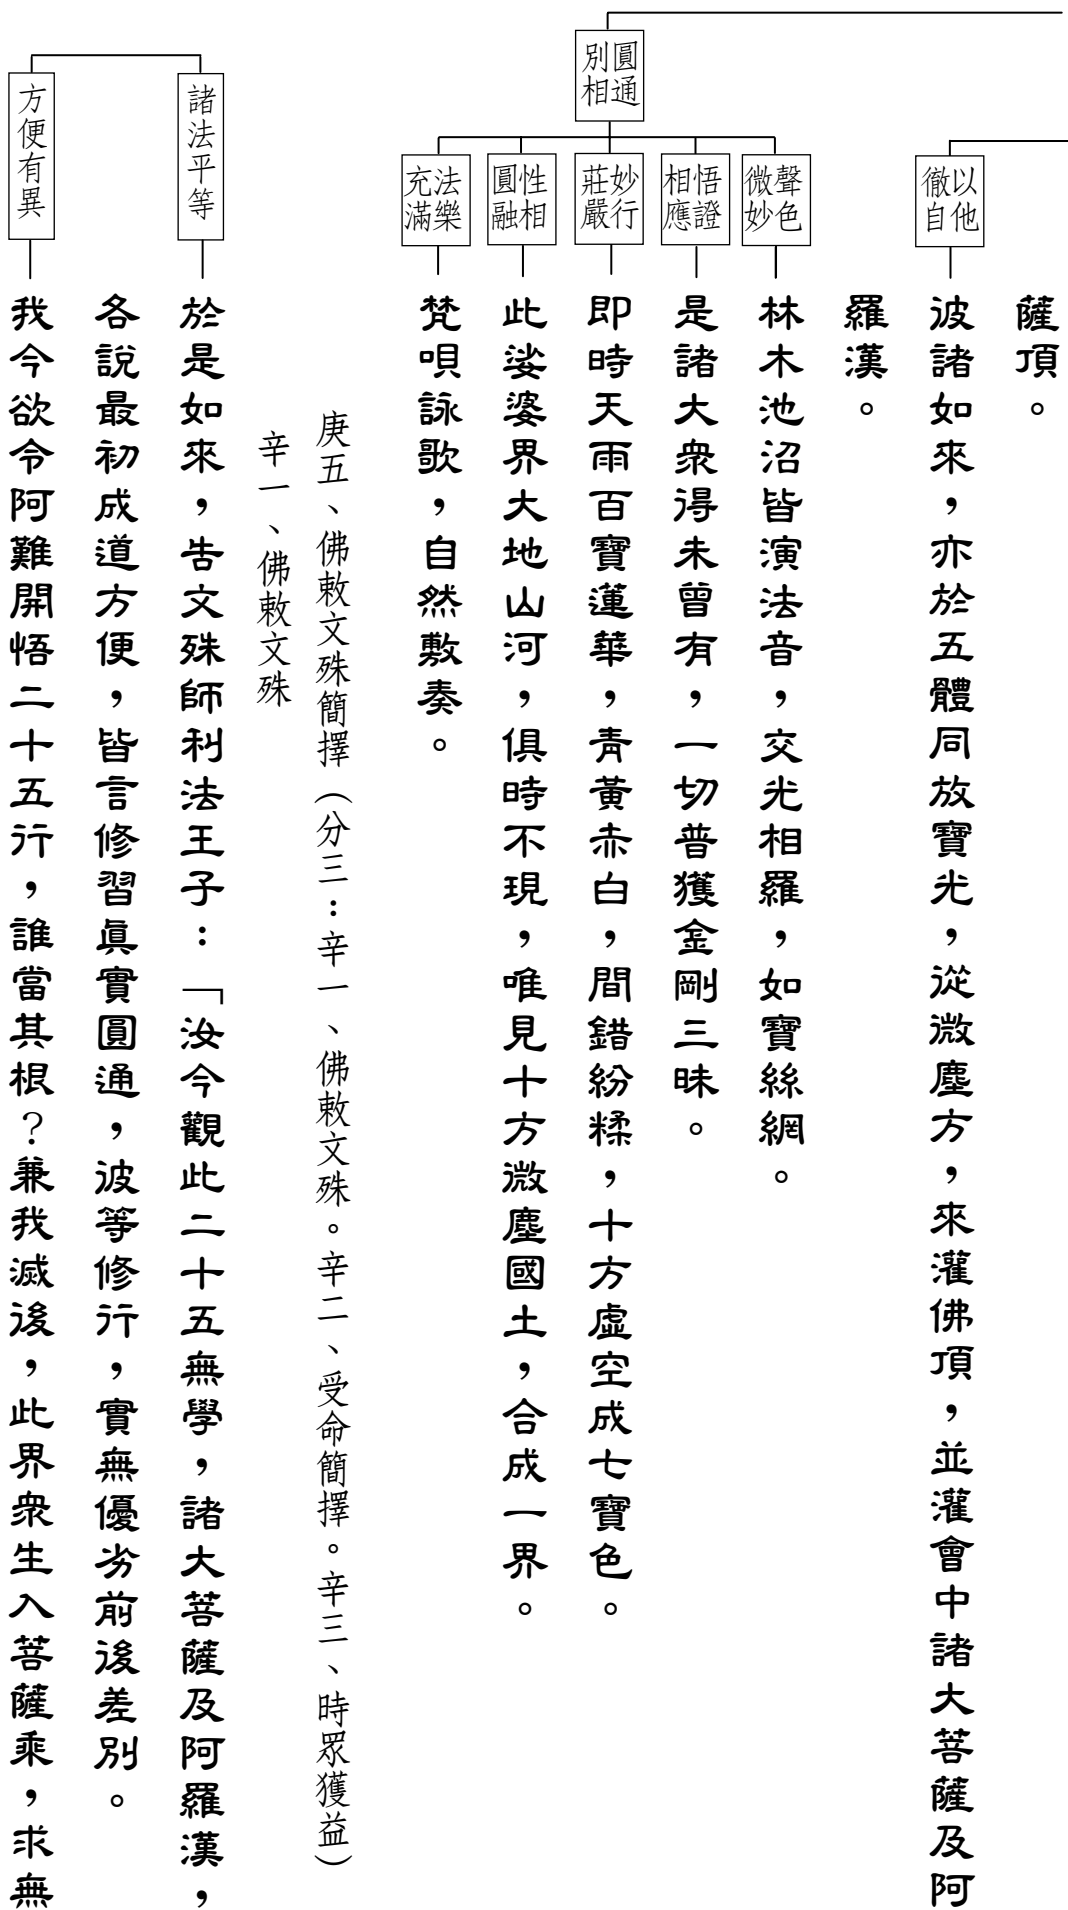 薩頂。
以他
徹自
彼諸如來，亦於五體同放寶光，從微塵方，來灌佛頂，並灌會中諸大菩薩及阿
羅漢。
圓通
別相
聲色
微妙
林木池沼皆演法音，交光相羅，如寶絲網。
悟證
相應
是諸大眾得未曾有，一切普獲金剛三昧。
妙行
莊嚴
即時天雨百寶蓮華，青黃赤白，間錯紛糅，十方虛空成七寶色。
性相
圓融
此娑婆界大地山河，俱時不現，唯見十方微塵國土，合成一界。
法樂
充滿
梵唄詠歌，自然敷奏。
庚五、佛敕文殊簡擇（分三：辛一、佛敕文殊。辛二、受命簡擇。辛三、時眾獲益）
辛一、佛敕文殊
諸法平等
於是如來，告文殊師利法王子：「汝今觀此二十五無學，諸大菩薩及阿羅漢，
各說最初成道方便，皆言修習真實圓通，彼等修行，實無優劣前後差別。
方便有異
我今欲令阿難開悟二十五行，誰當其根？兼我滅後，此界眾生入菩薩乘，求無